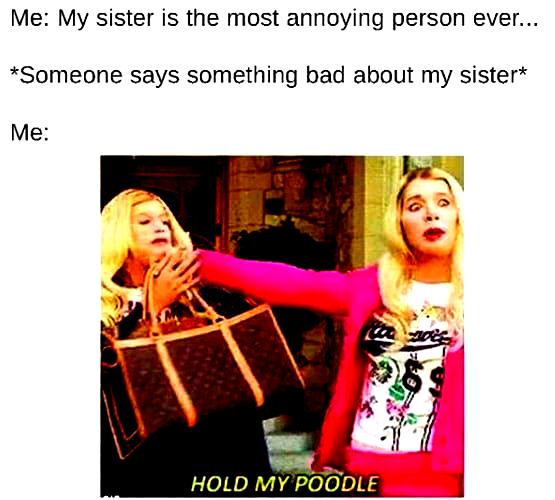 Me: My sister is the most annoying person ever...
*Someone says something bad about my sister*
Me:
HOLD MY POODLE